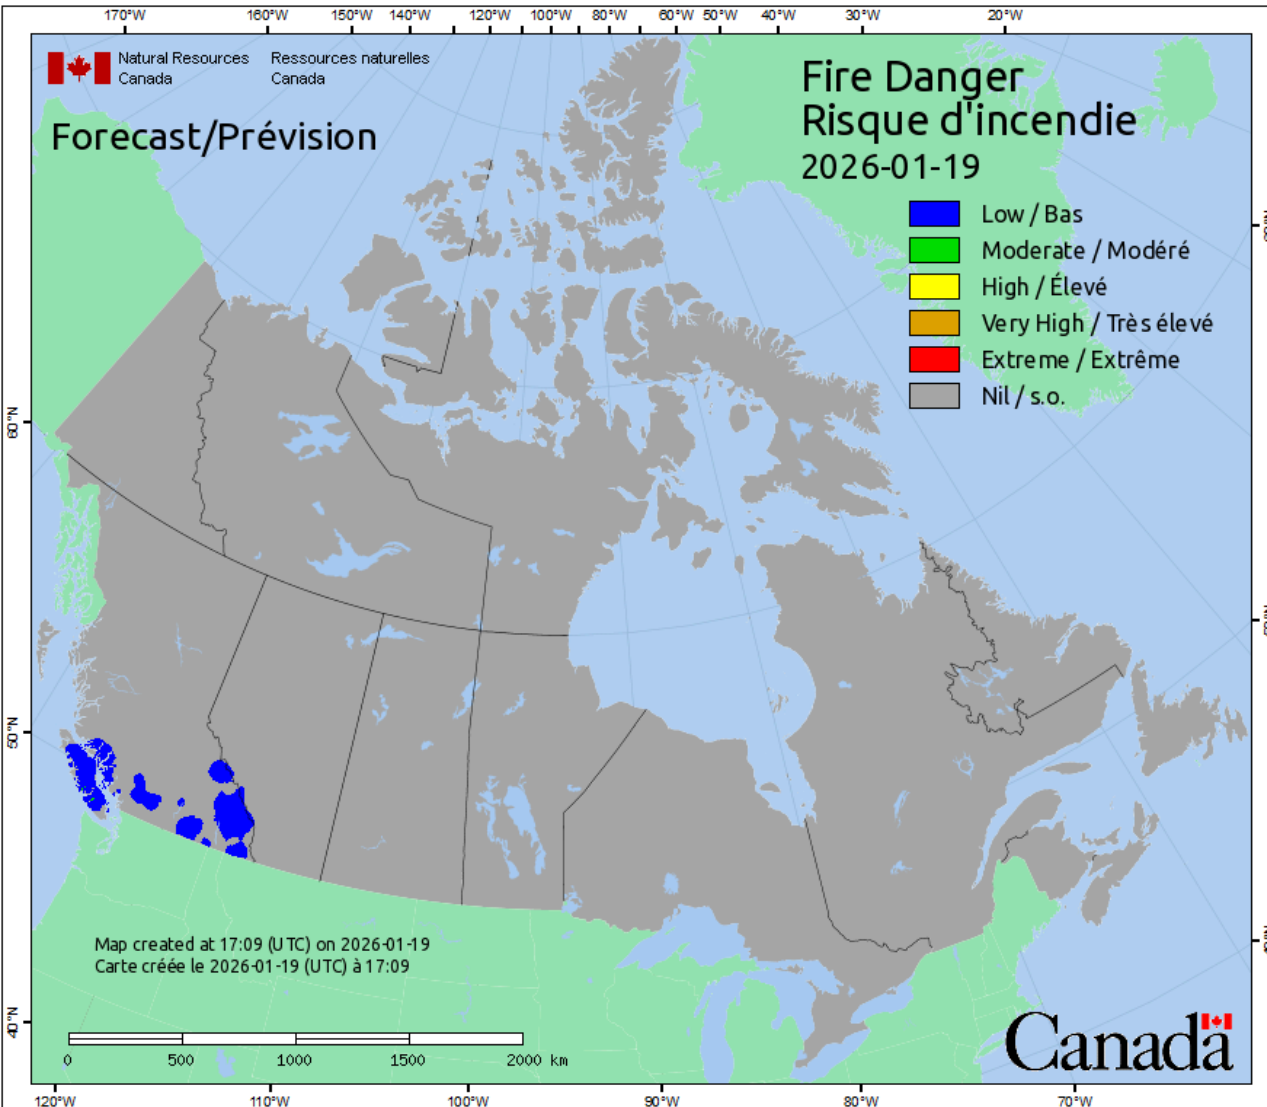 170°W 160°W 150°W 140°W 120°W 100°W 80°W 60°W 50°W 40°W 30°W 20°W
Natural Resources Ressources naturelles
Canada Canada
Forecast/Prévision
Fire Danger
Risque d'incendie
2026-01-19
Low / Bas
Moderate / Modéré
High / Élevé
Very High / Très élevé
Extreme / Extrême
Nil / s.o.
60°N
50°N
40°N
Map created at 17:09 (UTC) on 2026-01-19
Carte créée le 2026-01-19 (UTC) à 17:09
0 500 1000 1500 2000 km
Canada
120°W 110°W 100°W 90°W 80°W 70°W